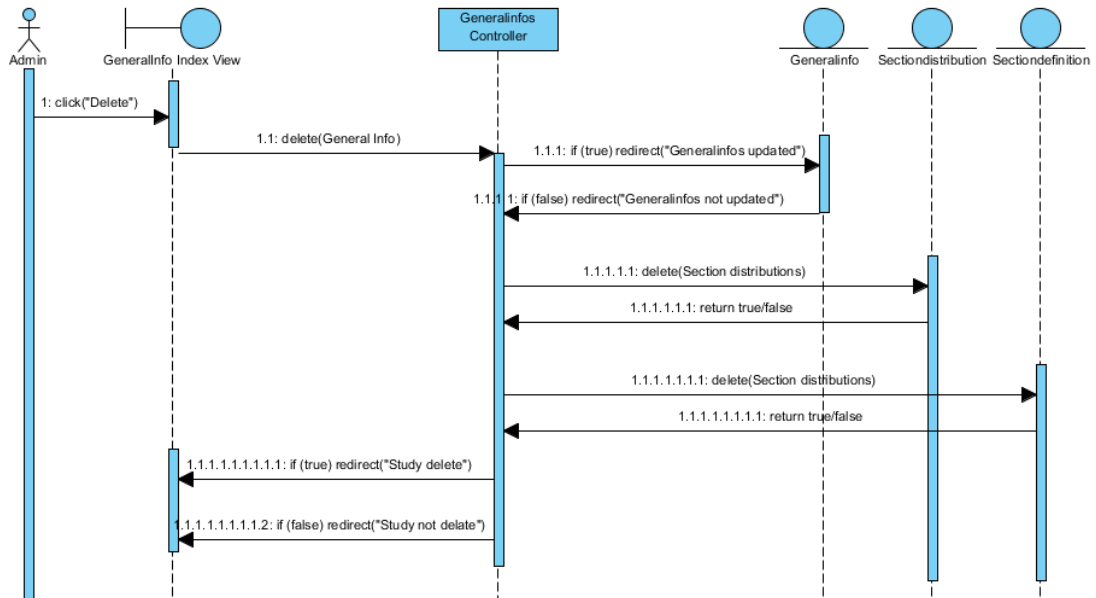 Generalinfos
Controller
Admin
GeneralInfo Index View
Generalinfo
Sectiondistribution
Sectiondefinition
1: click("Delete")
1.1: delete(General Info)
1.1.1: if (true) redirect("Generalinfos updated")
1.1.1.1: if (false) redirect("Generalinfos not updated")
1.1.1.1.1: delete(Section distributions)
1.1.1.1.1.1: return true/false
1.1.1.1.1.1.1: delete(Section distributions)
1.1.1.1.1.1.1.1: return true/false
1.1.1.1.1.1.1.1.1: if (true) redirect("Study delete")
1.1.1.1.1.1.1.1.2: if (false) redirect("Study not delate")